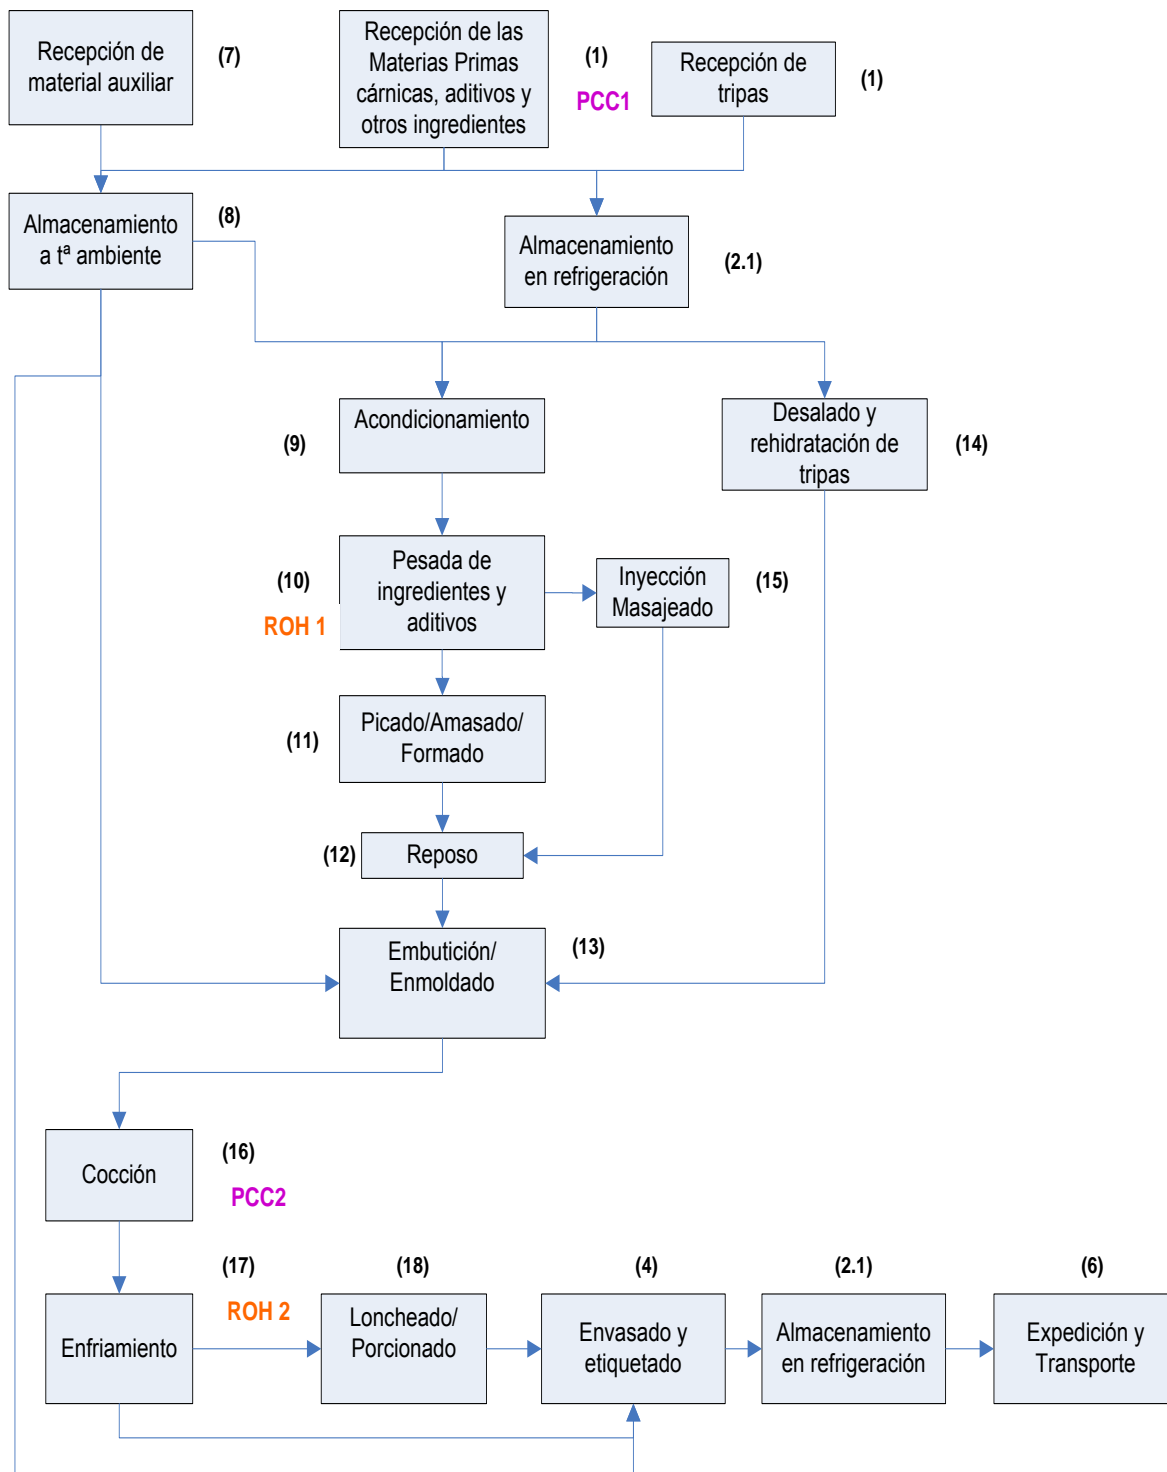 Recepción de
material auxiliar
(7)
Recepción de las
Materias Primas
cárnicas, aditivos y
otros ingredientes
(1)
PCC1
Recepción de
tripas
(1)
Almacenamiento
a tª ambiente
(8)
Almacenamiento
en refrigeración
(2.1)
Acondicionamiento
(9)
Desalado y
rehidratación de
tripas
(14)
Pesada de
ingredientes y
aditivos
(10)
ROH 1
Inyección
Masajeado
(15)
Picado/Amasado/
Formado
(11)
Reposo
(12)
Embutición/
Enmoldado
(13)
Cocción
(16)
PCC2
Enfriamiento
(17)
ROH 2
Loncheado/
Porcionado
(18)
Envasado y
etiquetado
(4)
Almacenamiento
en refrigeración
(2.1)
Expedición y
Transporte
(6)